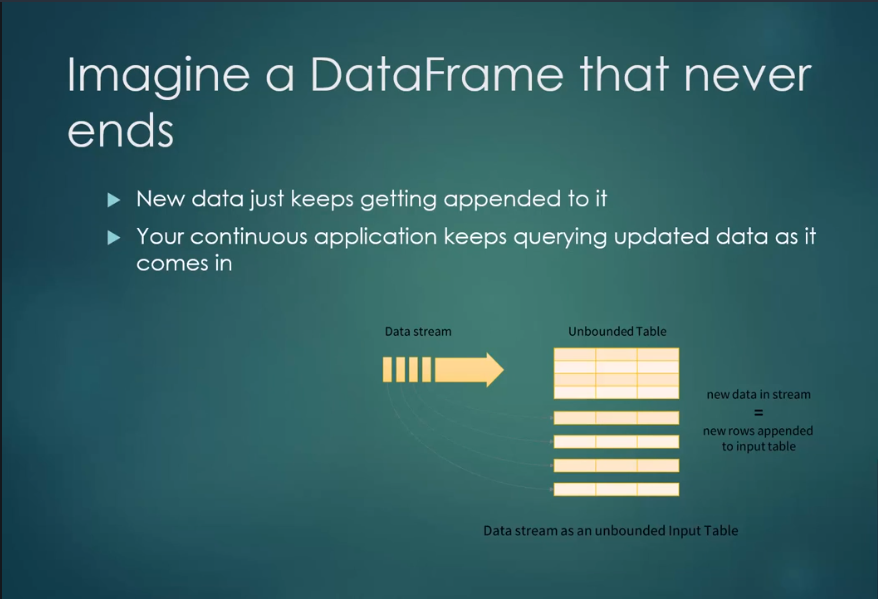 Imagine a DataFrame that never
ends
New data just keeps getting appended to it
Your continuous application keeps querying updated data as it
comes in
Data stream
Unbounded Table
new data in stream
=
new rows appended
to input table
Data stream as an unbounded Input Table